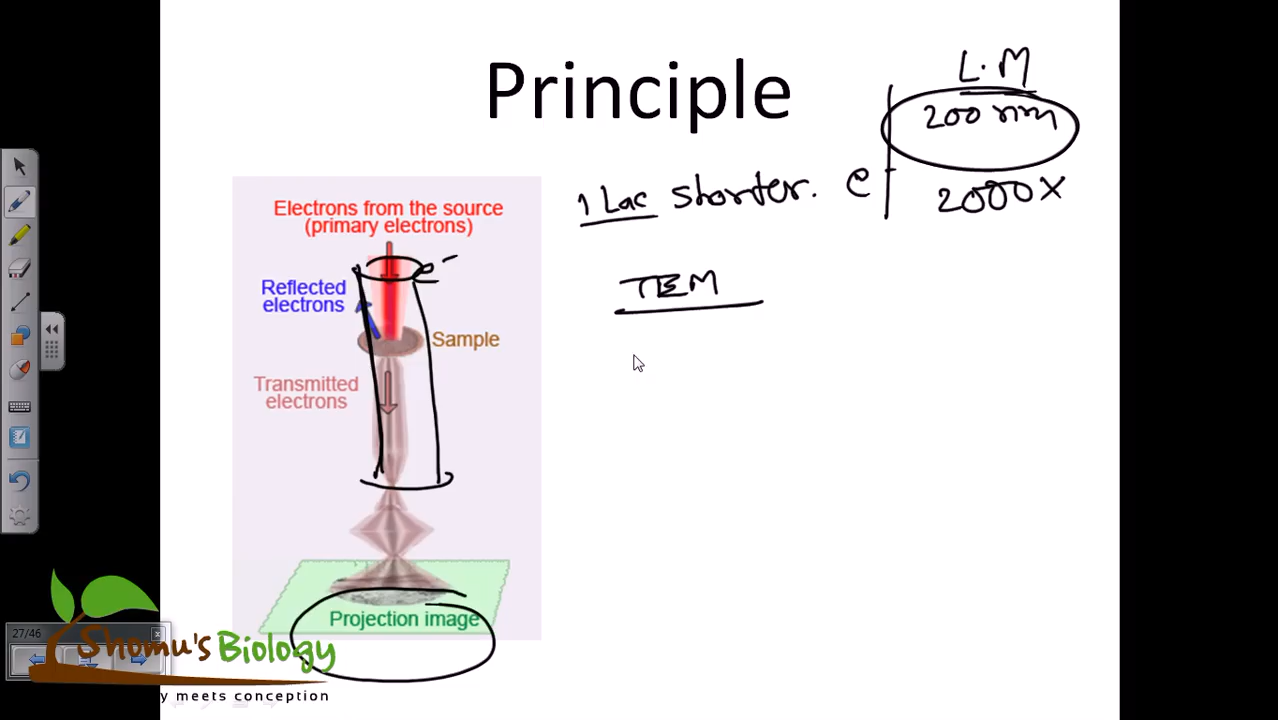 Principle
L.M
200 nm
2000X
1 Lac shorter. e
Electrons from the source
(primary electrons)
e-
Reflected
electrons
TEM
Sample
Transmitted
electrons
Projection image
27/46
Shomu's Biology
y meets conception